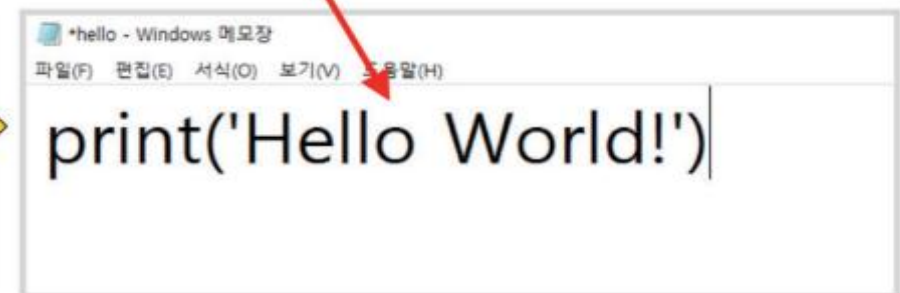 *hello - Windows 메모장
파일(F) 편집(E) 서식(O) 보기(V) 도움말(H)
print('Hello World!')